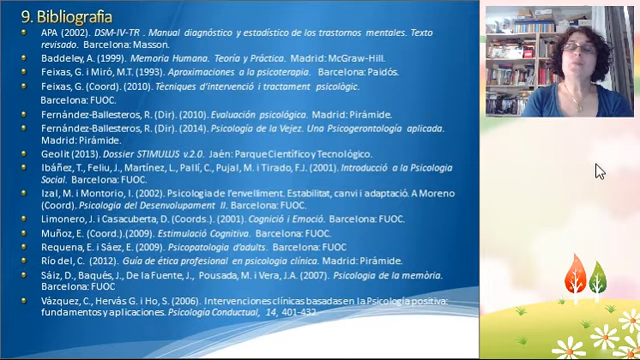 9. Bibliografia
APA (2002). DSM-IV-TR . Manual diagnóstico y estadístico de los trastornos mentales. Texto
revisado. Barcelona: Masson.
Baddeley, A. (1999). Memoria Humana. Teoría y Práctica. Madrid: McGraw-Hill.
Feixas, G. i Miró, M.T. (1993). Aproximaciones a la psicoterapia. Barcelona: Paidós.
Feixas, G. (Coord). (2010). Tècniques d'intervenció i tractament psicològic.
Barcelona: FUOC.
Fernández-Ballesteros, R. (Dir). (2010). Evaluación psicológica. Madrid: Pirámide.
Fernández-Ballesteros, R. (Dir). (2014). Psicología de la Vejez. Una Psicogerontología aplicada.
Madrid: Pirámide.
Geolit (2013). Dossier STIMULUS v.2.0. Jaén: Parque Científico y Tecnológico.
Ibáñez, T., Feliu, J., Martínez, L., Pallí, C., Pujal, M. i Tirado, F.J. (2001). Introducció a la Psicologia
Social. Barcelona: FUOC.
Izal, M. i Montorio, I. (2002). Psicologia de l'envelliment. Estabilitat, canvi i adaptació. A Moreno
(Coord). Psicologia del Desenvolupament II. Barcelona: FUOC.
Limonero, J. i Casacuberta, D. (Coords.). (2001). Cognició i Emoció. Barcelona: FUOC.
Muñoz, E. (Coord.).(2009). Estimulació Cognitiva. Barcelona: FUOC.
Requena, E. i Sáez, E. (2009). Psicopatologia d'adults. Barcelona: FUOC
Río del, C. (2012). Guía de ética profesional en psicología clínica. Madrid: Pirámide.
Sáiz, D., Baqués, J., De la Fuente, J., Pousada, M. i Vera, J.A. (2007). Psicologia de la memòria.
Barcelona: FUOC
Vázquez, C., Hervás G. i Ho, S. (2006). Intervenciones clínicas basadas en la Psicología positiva:
fundamentos y aplicaciones. Psicología Conductual, 14, 401-432.